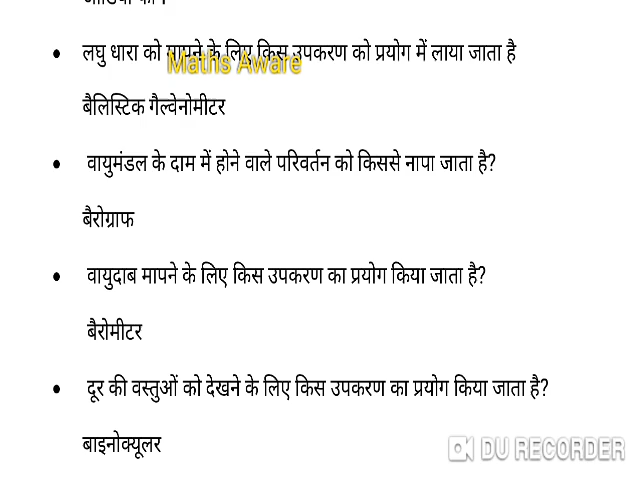 लघु धारा को मापने के लिए किस उपकरण को प्रयोग में लाया जाता है
Maths Aware
बैलिस्टिक गैल्वेनोमीटर
वायुमंडल के दाम में होने वाले परिवर्तन को किससे नापा जाता है?
बैरोग्राफ
वायुदाब मापने के लिए किस उपकरण का प्रयोग किया जाता है?
बैरोमीटर
दूर की वस्तुओं को देखने के लिए किस उपकरण का प्रयोग किया जाता है?
बाइनोक्यूलर
DU RECORDER